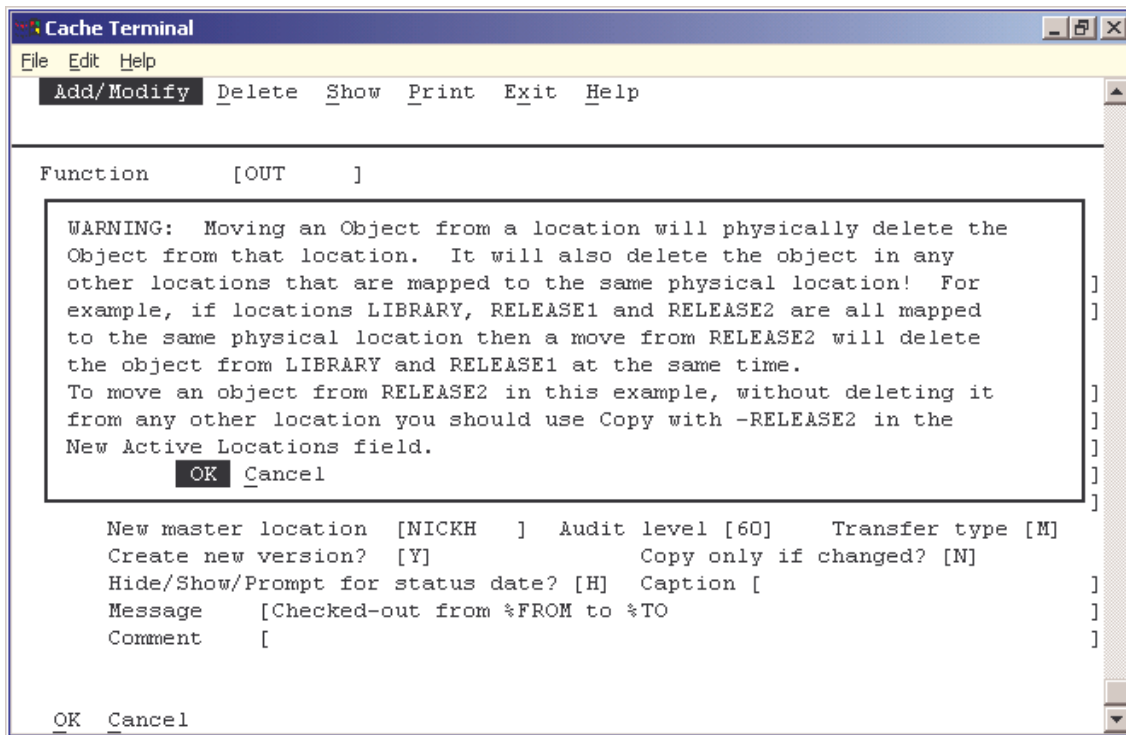 Cache Terminal
File Edit Help
Add/Modify Delete Show Print Exit Help
Function [OUT ]
WARNING: Moving an Object from a location will physically delete the
Object from that location. It will also delete the object in any
other locations that are mapped to the same physical location! For
example, if locations LIBRARY, RELEASE1 and RELEASE2 are all mapped
to the same physical location then a move from RELEASE2 will delete
the object from LIBRARY and RELEASE1 at the same time.
To move an object from RELEASE2 in this example, without deleting it
from any other location you should use Copy with -RELEASE2 in the
New Active Locations field.
OK Cancel
]
]
]
]
]
]
]
New master location [NICKH ] Audit level [60] Transfer type [M]
Create new version? [Y] Copy only if changed? [N]
Hide/Show/Prompt for status date? [H] Caption [ ]
Message [Checked-out from %FROM to %TO ]
Comment [ ]
OK Cancel